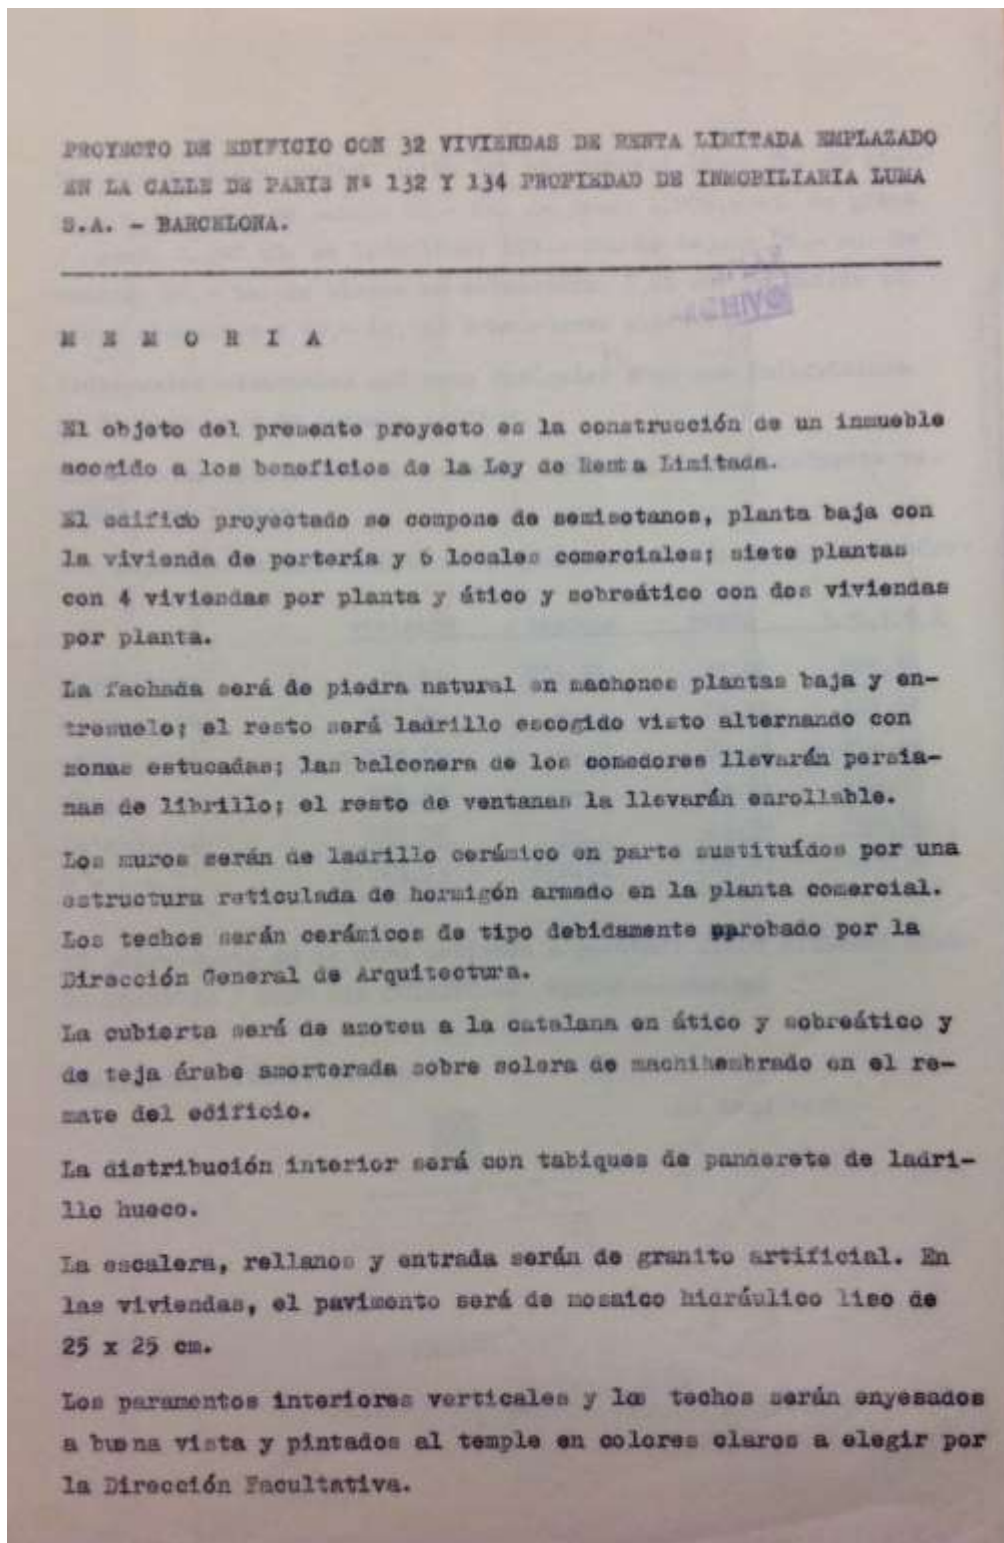 PROYECTO DE EDIFICIO CON 32 VIVIENDAS DE RENTA LIMITADA EMPLAZADO
EN LA CALLE DE PARIS Nº 132 Y 134 PROPIEDAD DE INMOBILIARIA LUMA
S.A. - BARCELONA.
M E M O R I A
El objeto del presente proyecto es la construcción de un inmueble
acogido a los beneficios de la Ley de Renta Limitada.
El edifico proyectado se compone de semisotanos, planta baja con
la vivienda de portería y 6 locales comerciales; siete plantas
con 4 viviendas por planta y ático y sobreático con dos viviendas
por planta.
La fachada será de piedra natural en machones plantas baja y en-
tresuelo; el resto será ladrillo escogido visto alternando con
zonas estucadas; las balconera de los comedores llevarán persia-
nas de librillo; el resto de ventanas la llevarán enrollable.
Los muros serán de ladrillo cerámico en parte sustituídos por una
estructura reticulada de hormigón armado en la planta comercial.
Los techos serán cerámicos de tipo debidamente aprobado por la
Dirección General de Arquitectura.
La cubierta será de azotea a la catalana en ático y sobreático y
de teja árabe amorterada sobre solera de machihembrado en el re-
mate del edificio.
La distribución interior será con tabiques de panderete de ladri-
llo hueco.
La escalera, rellanos y entrada serán de granito artificial. En
las viviendas, el pavimento será de mosaico hidráulico liso de
25 x 25 cm.
Los paramentos interiores verticales y los techos serán enyesados
a buena vista y pintados al temple en colores claros a elegir por
la Dirección Facultativa.